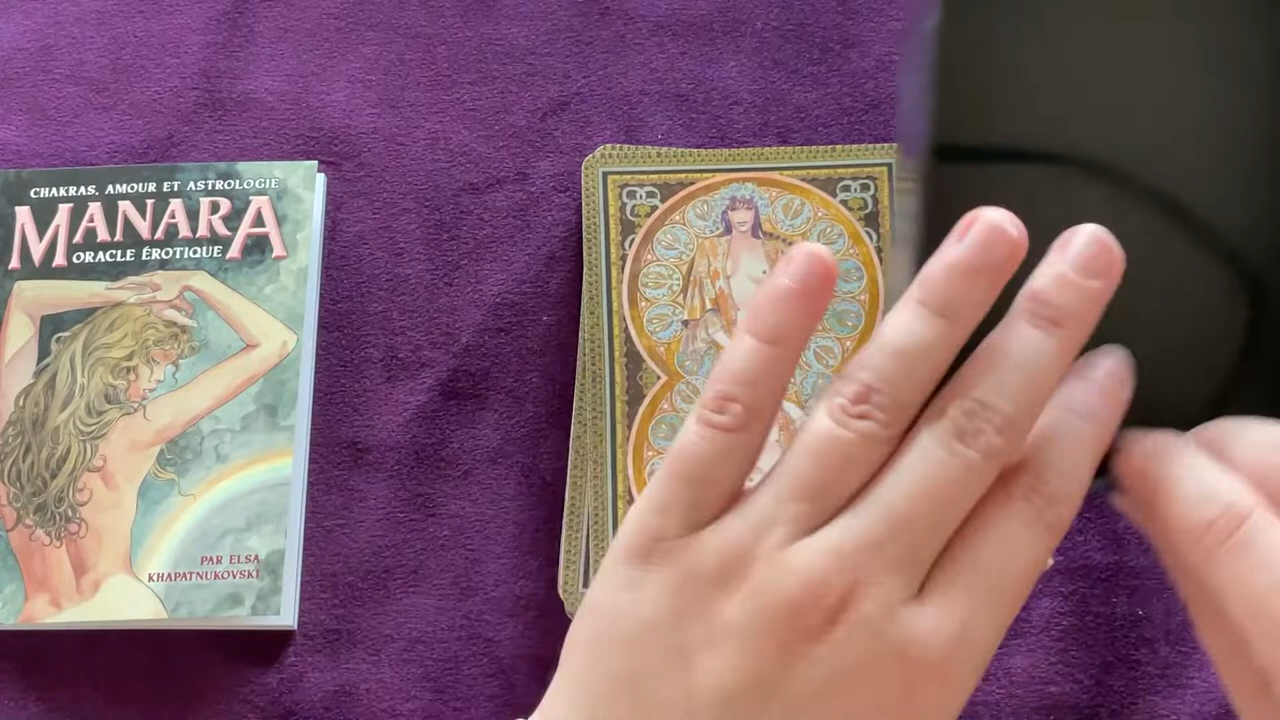 CHAKRAS, AMOUR ET ASTROLOGIE
MANARA
ORACLE ÉROTIQUE
PAR ELSA
KHAPATNUKOVSKI